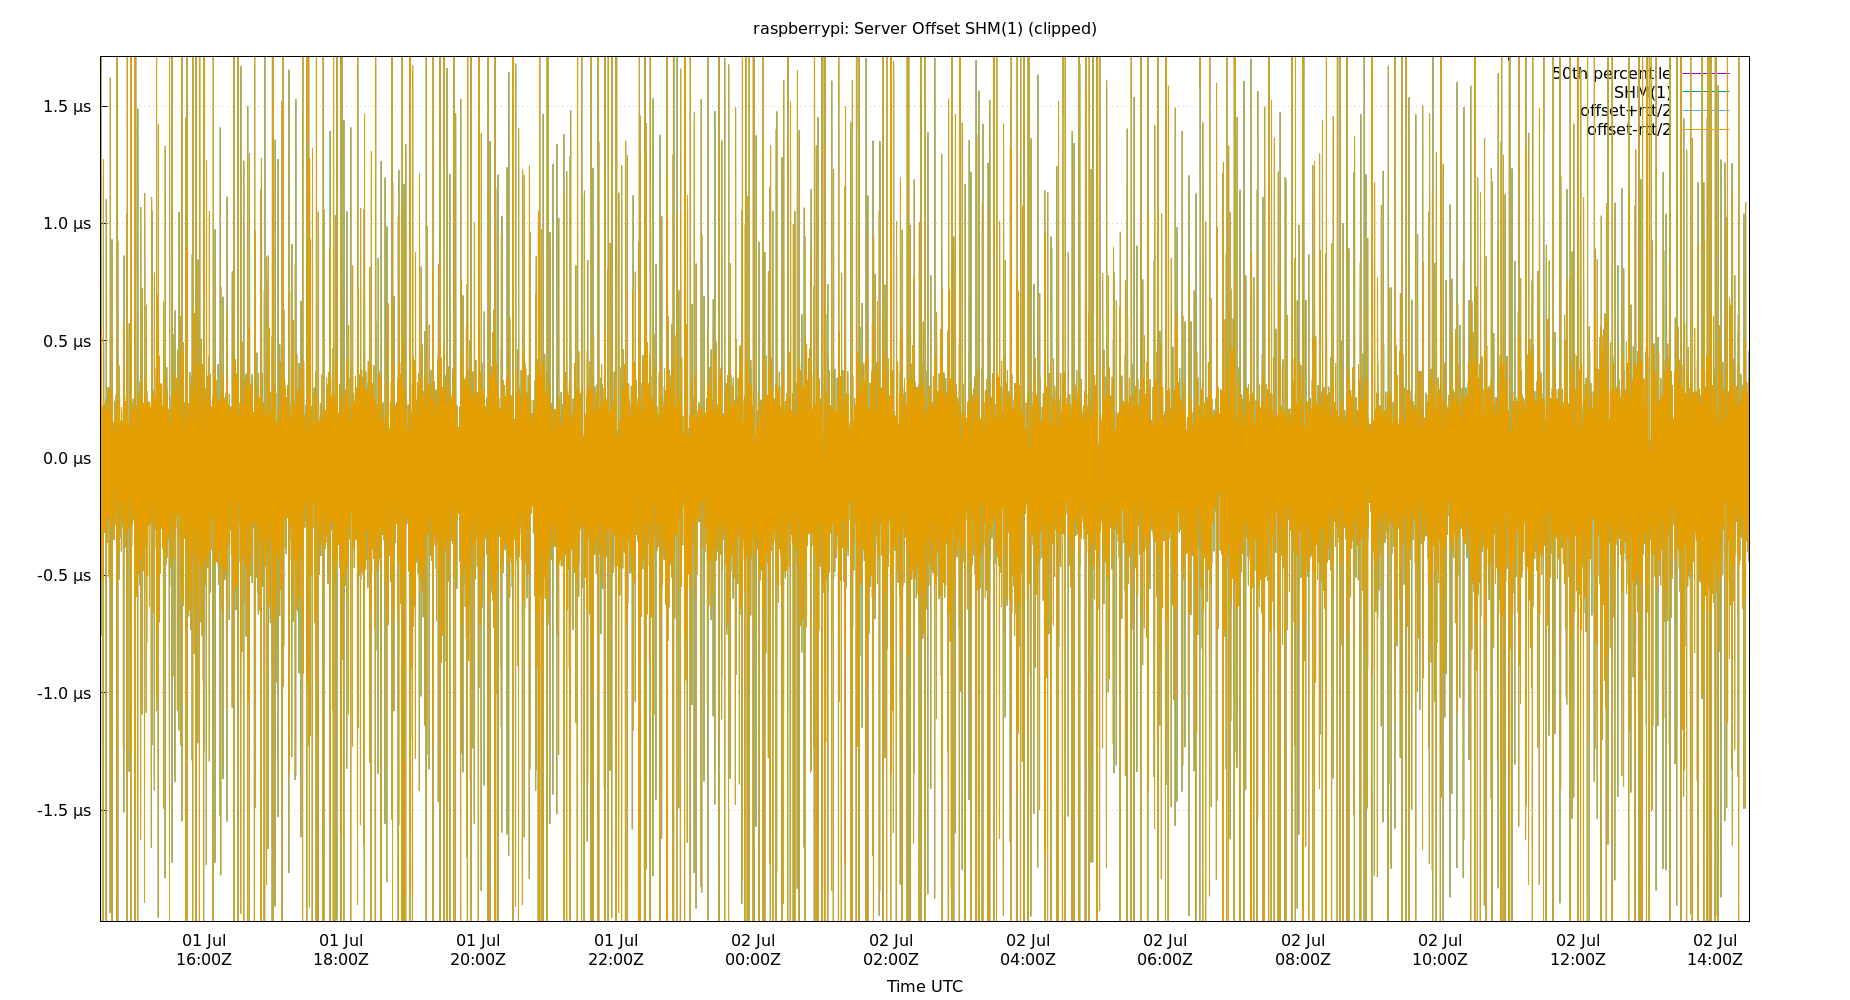 raspberrypi: Server Offset SHM(1) (clipped)
50th percentile
SHM(1)
offset+rtt/2
offset-rtt/2
1.5 µs
1.0 µs
0.5 µs
0.0 µs
-0.5 µs
-1.0 µs
-1.5 µs
01 Jul 01 Jul 01 Jul 01 Jul 02 Jul 02 Jul 02 Jul 02 Jul 02 Jul 02 Jul 02 Jul 02 Jul
16:00Z 18:00Z 20:00Z 22:00Z 00:00Z 02:00Z 04:00Z 06:00Z 08:00Z 10:00Z 12:00Z 14:00Z
Time UTC